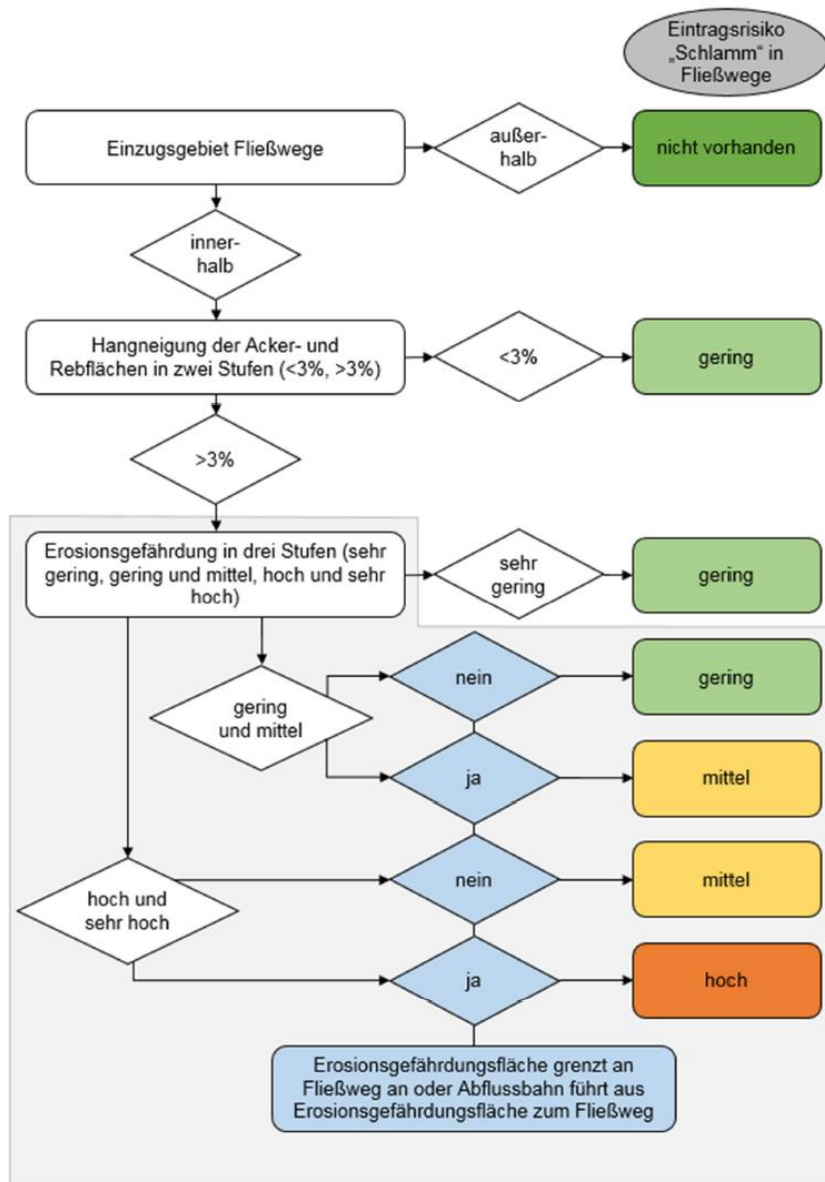 Eintragsrisiko
„Schlamm“ in
Fließwege
Einzugsgebiet Fließwege
außer-
halb
nicht vorhanden
inner-
halb
Hangneigung der Acker- und
Rebflächen in zwei Stufen (<3%, >3%)
<3%
gering
>3%
Erosionsgefährdung in drei Stufen (sehr
gering, gering und mittel, hoch und sehr
hoch)
sehr
gering
gering
gering
und mittel
nein
gering
ja
mittel
hoch und
sehr hoch
nein
mittel
ja
hoch
Erosionsgefährdungsfläche grenzt an
Fließweg an oder Abflussbahn führt aus
Erosionsgefährdungsfläche zum Fließweg